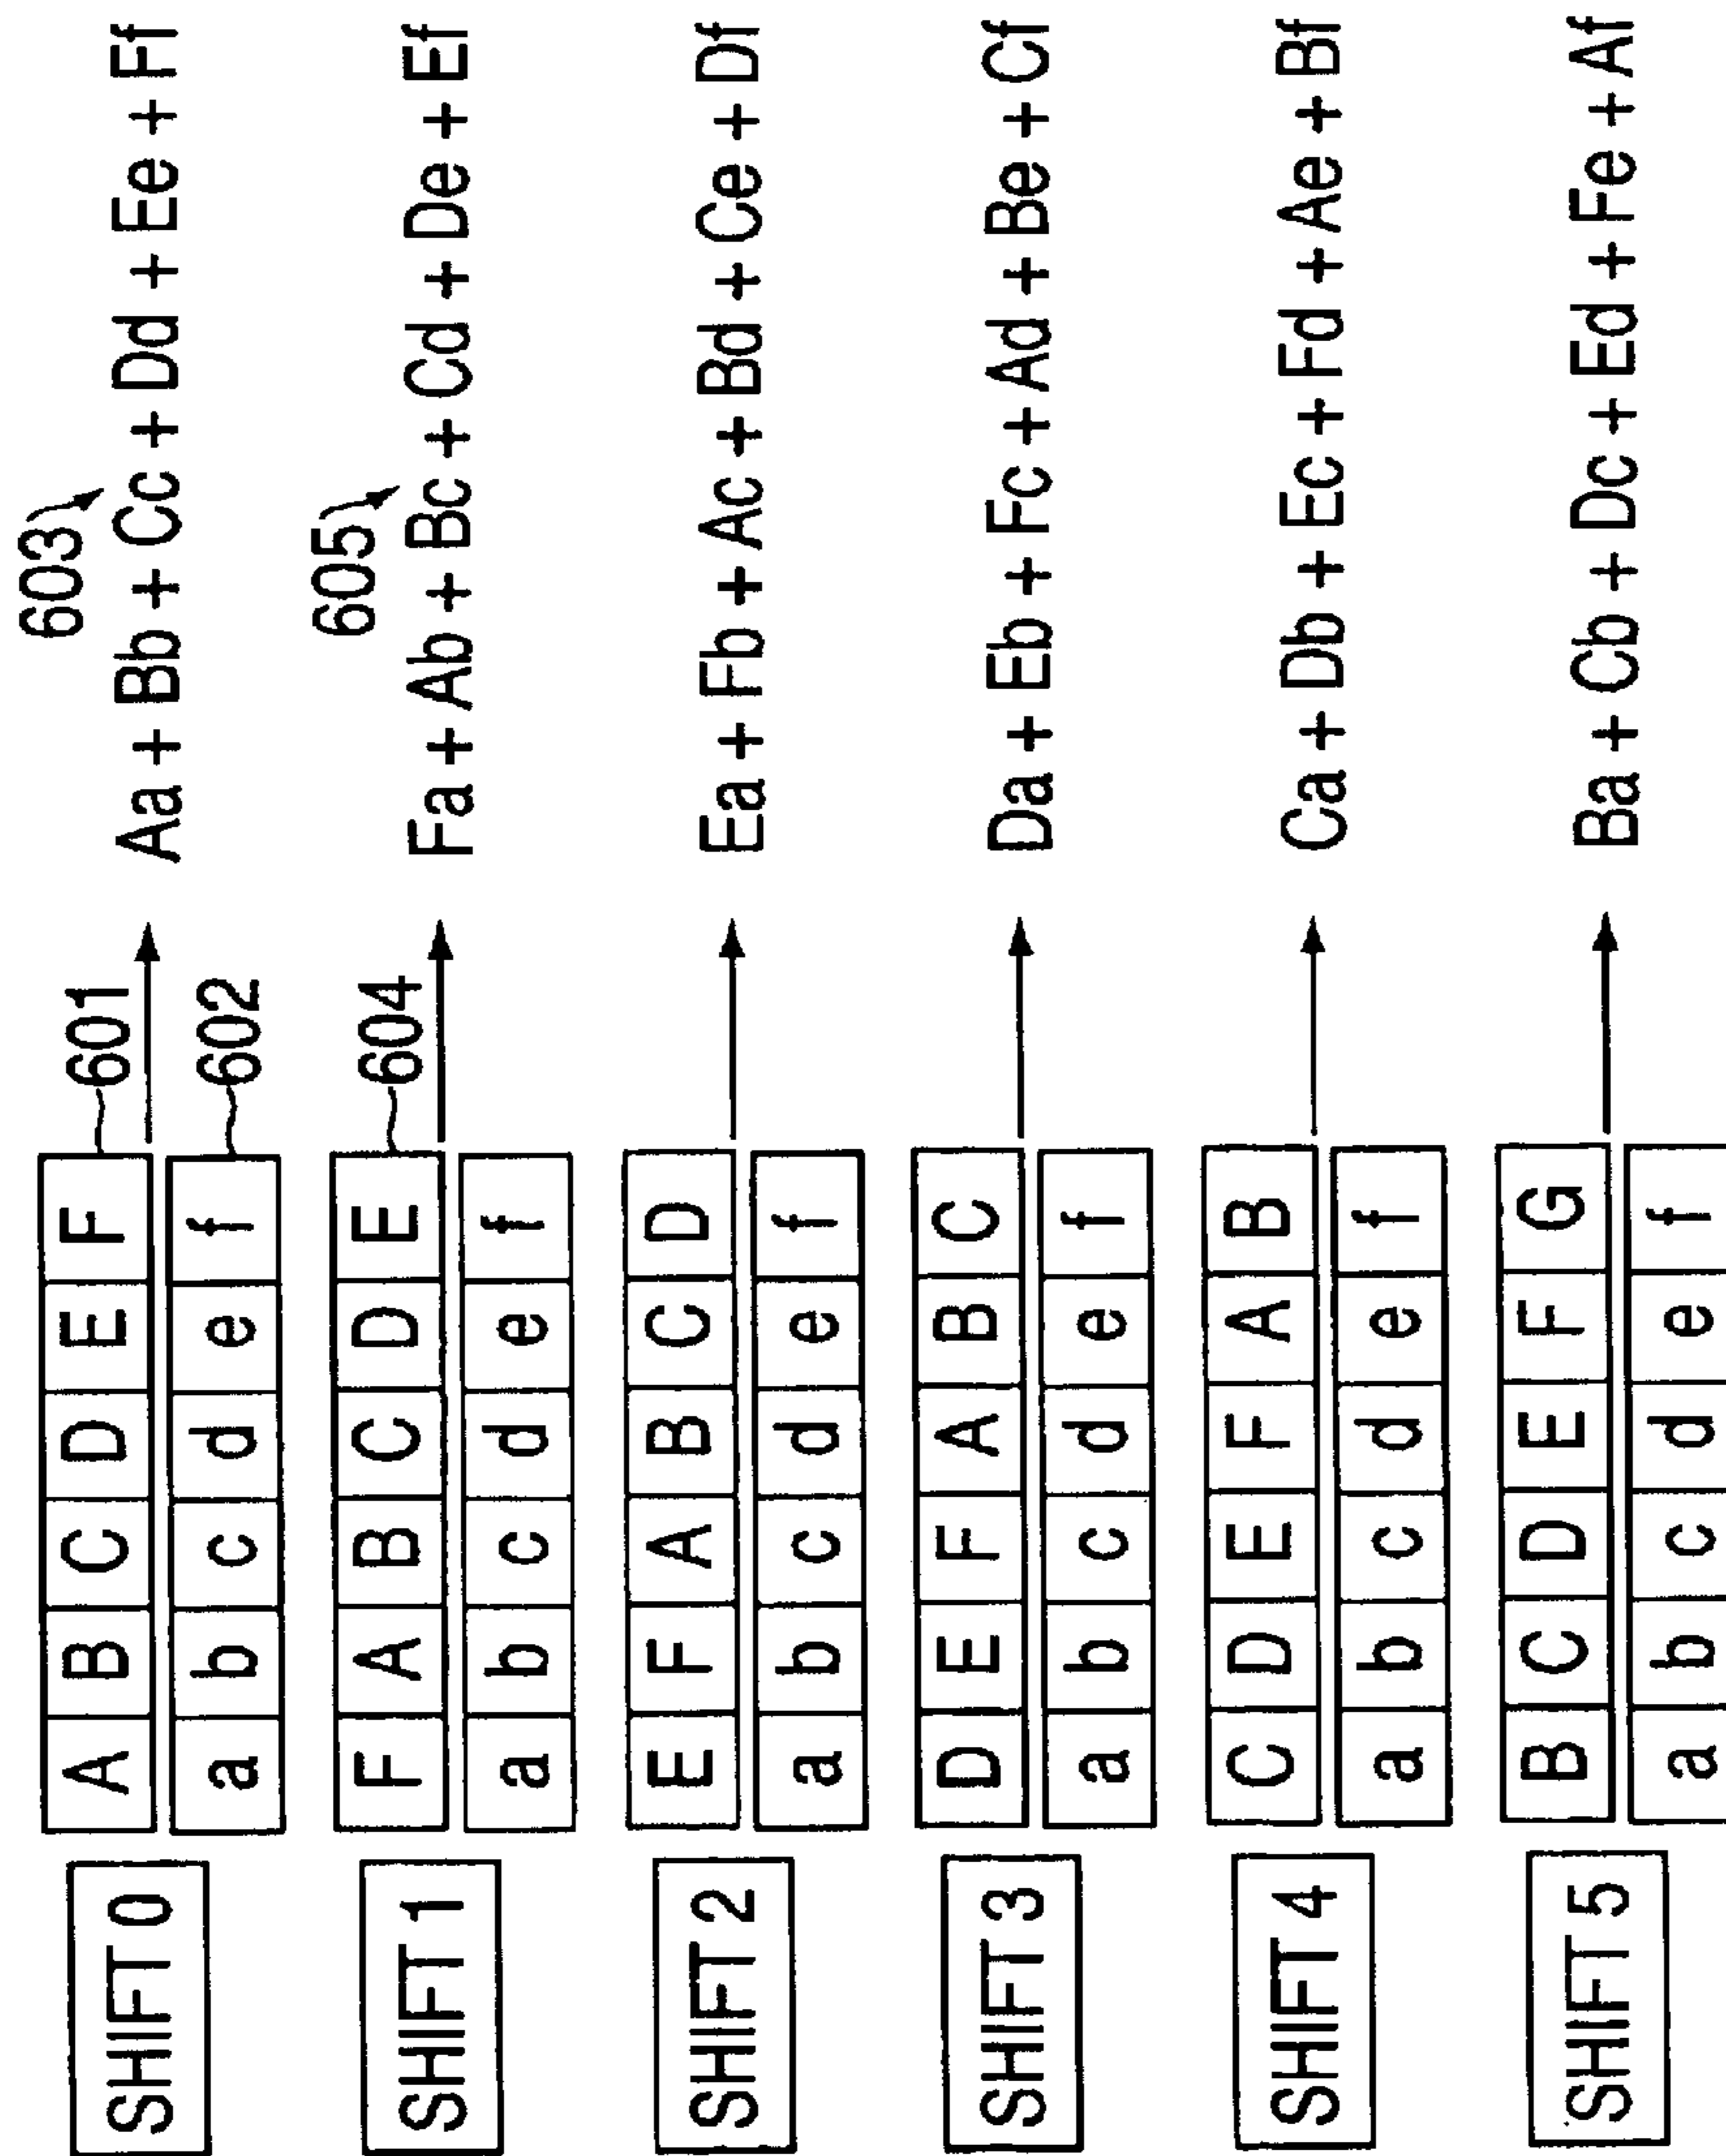 603
601
SHIFT 0
A B C D E F
a b c d e f
602
Aa + Bb + Cc + Dd + Ee + Ff
605
604
SHIFT 1
F A B C D E
a b c d e f
Fa + Ab + Bc + Cd + De + Ef
SHIFT 2
E F A B C D
a b c d e f
Ea + Fb + Ac + Bd + Ce + Df
SHIFT 3
D E F A B C
a b c d e f
Da + Eb + Fc + Ad + Be + Cf
SHIFT 4
C D E F A B
a b c d e f
Ca + Db + Ec + Fd + Ae + Bf
SHIFT 5
B C D E F G
a b c d e f
Ba + Cb + Dc + Ed + Fe + Af